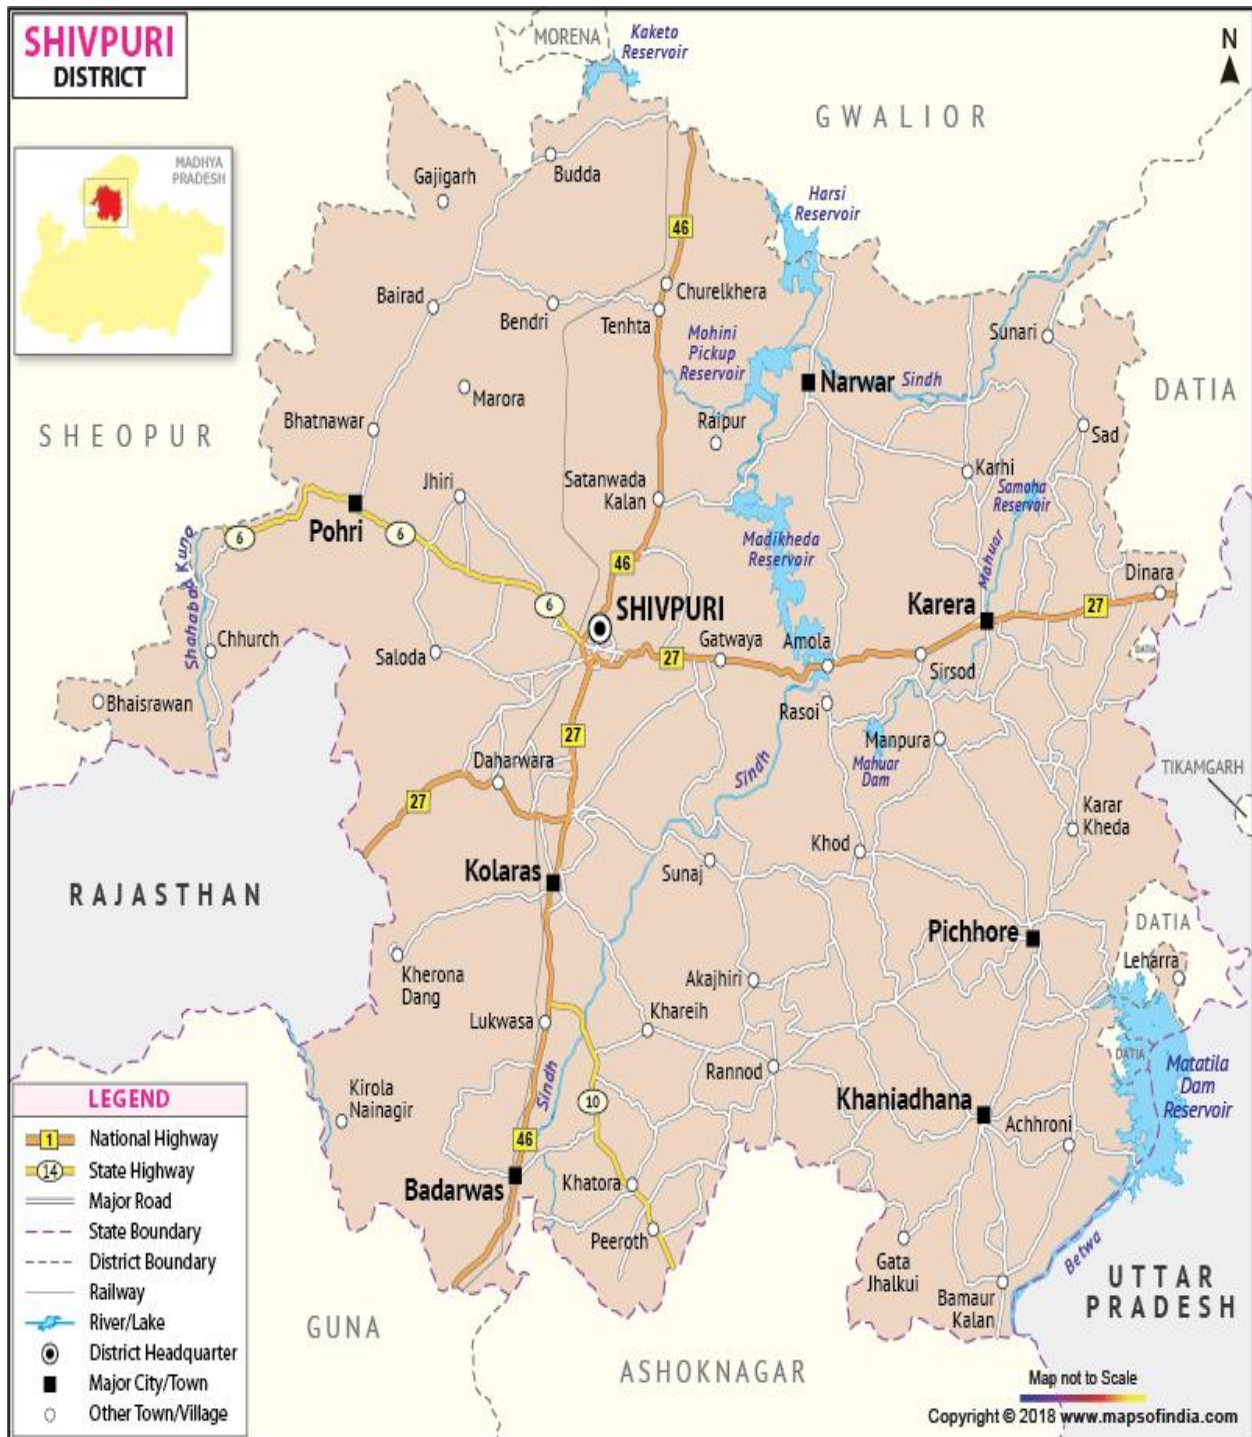 SHIVPURI
DISTRICT
MORENA
Kaketo
Reservoir
N
GWALIOR
MADHYA
PRADESH
Gajigarh
Budda
Harsi
Reservoir
46
Churelkhera
Bairad
Bendri
Tenhta
Sunari
Mohini
Pickup
Reservoir
Narwar
Sindh
DATIA
Marora
SHEOPUR
Bhatnawar
Raipur
Sad
Karhi
Jhiri
Satanwada
Kalan
Samoha
Reservoir
Pohri
6
6
Shahabad Kuno
Madikheda
Reservoir
Mahuar
46
Dinara
6
SHIVPURI
Karera
27
Chhurch
Saloda
27
Gatwaya
Amola
Sirsod
DATIA
Bhaisrawan
Rasoi
27
Manpura
Mahuar
Dam
Daharwara
Sindh
TIKAMGARH
27
Karar
Kheda
Khod
Kolaras
Sunaj
RAJASTHAN
Pichhore
DATIA
Leharra
Kherona
Dang
Akajhiri
Lukwasa
Khareih
DATIA
Rannod
Matatila
Dam
Reservoir
Sindh
Kirola
Nainagir
10
Khaniadhana
Achhroni
46
Badarwas
Khatora
Peeroth
Gata
Jhalkui
Betwa
Bamaur
Kalan
UTTAR
PRADESH
GUNA
ASHOKNAGAR
LEGEND
1 National Highway
14 State Highway
Major Road
State Boundary
District Boundary
Railway
River/Lake
District Headquarter
Major City/Town
Other Town/Village
Map not to Scale
Copyright © 2018 www.mapsofindia.com